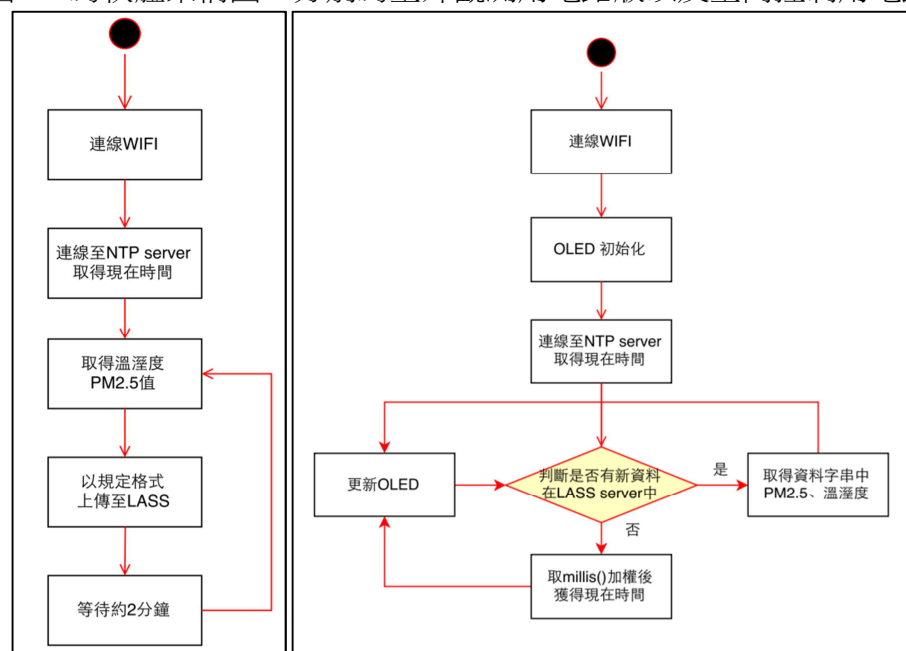 連線WIFI
連線至NTP server
取得現在時間
取得溫溼度
PM2.5值
以規定格式
上傳至LASS
等待約2分鐘
連線WIFI
OLED 初始化
連線至NTP server
取得現在時間
更新OLED
判斷是否有新資料
在LASS server中
是
取得資料字串中
PM2.5、溫溼度
否
取millis()加權後
獲得現在時間